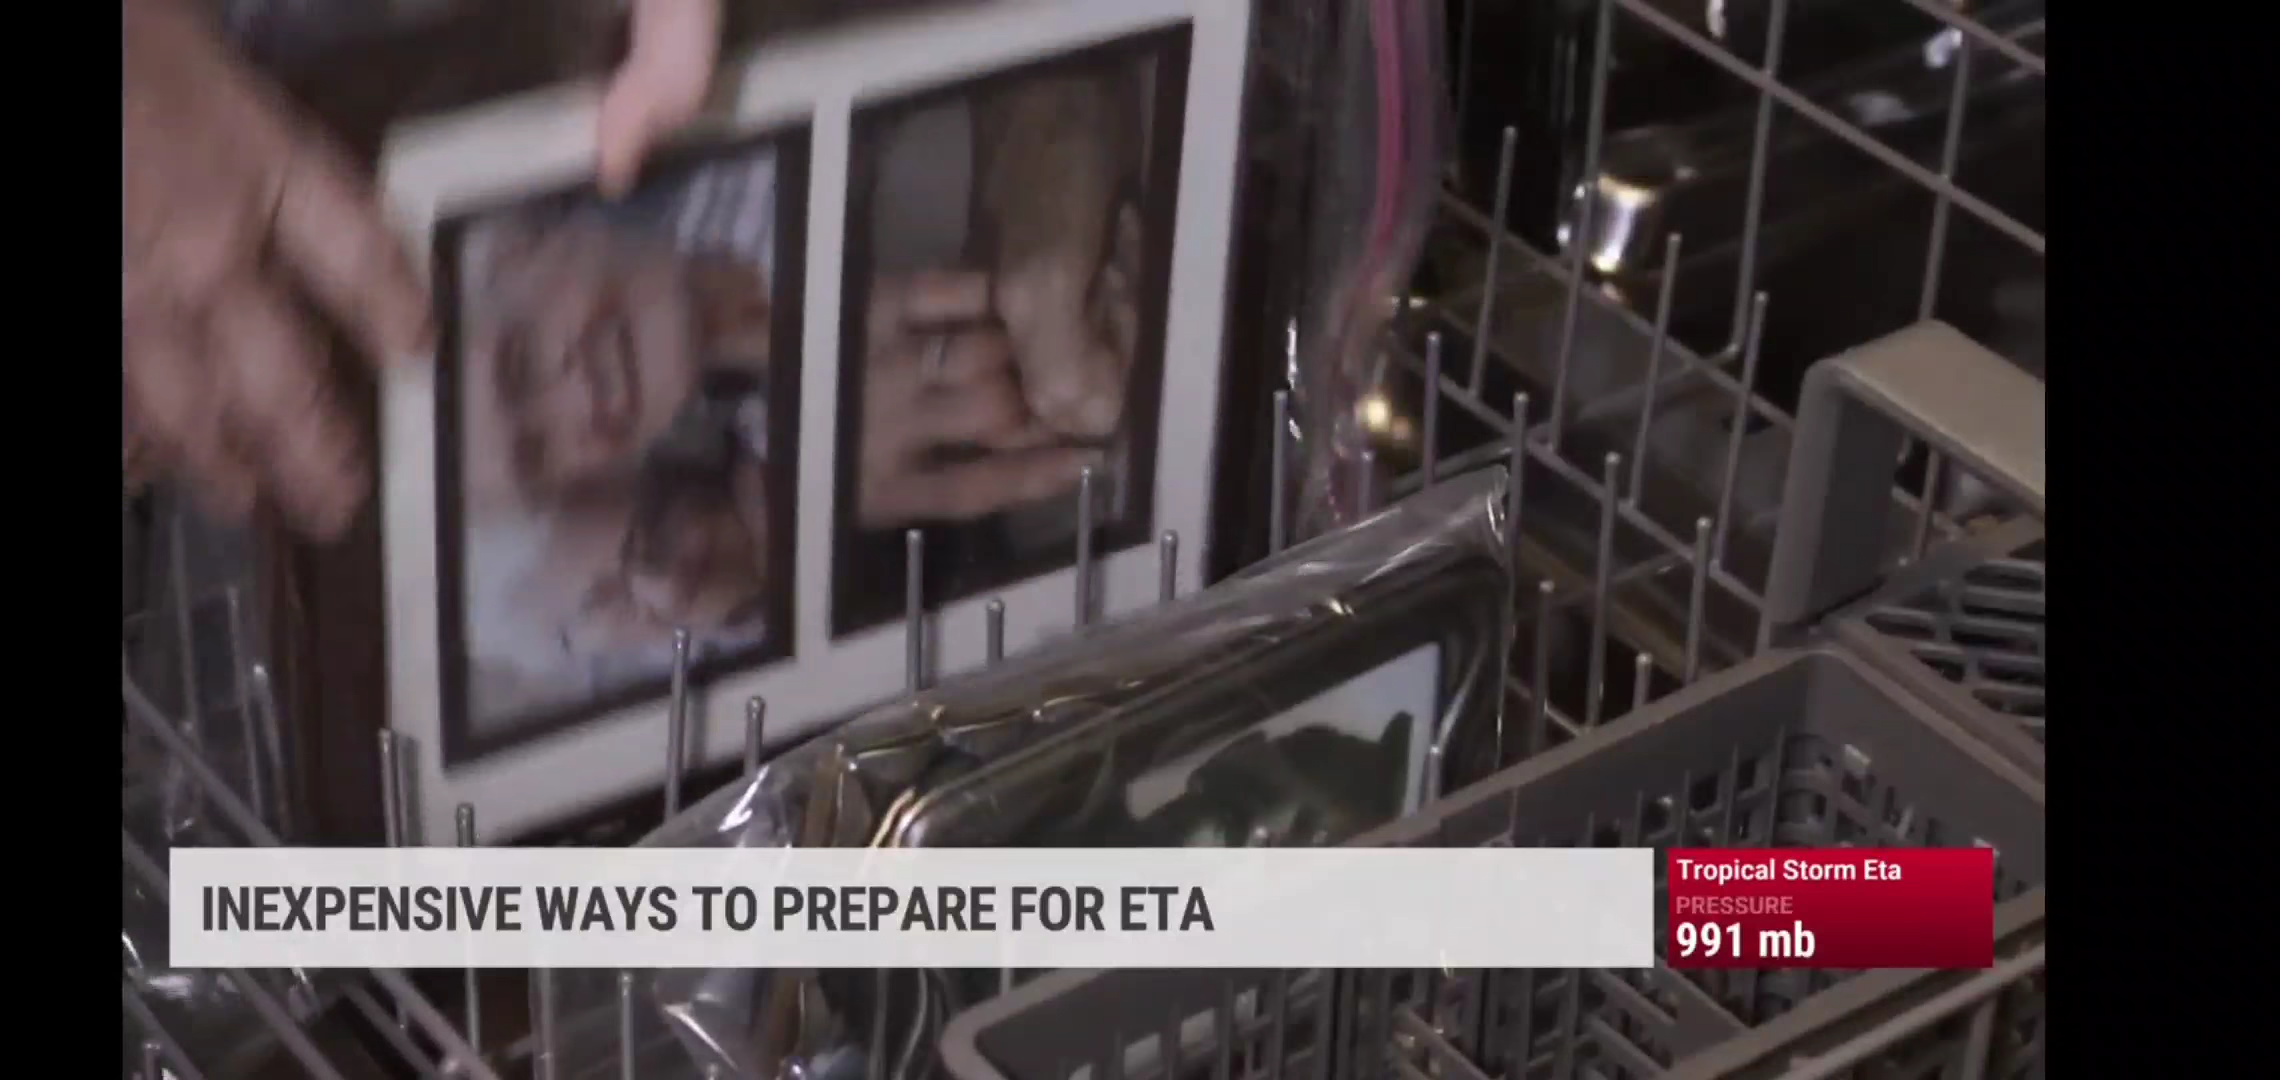 INEXPENSIVE WAYS TO PREPARE FOR ETA
Tropical Storm Eta
PRESSURE
991 mb